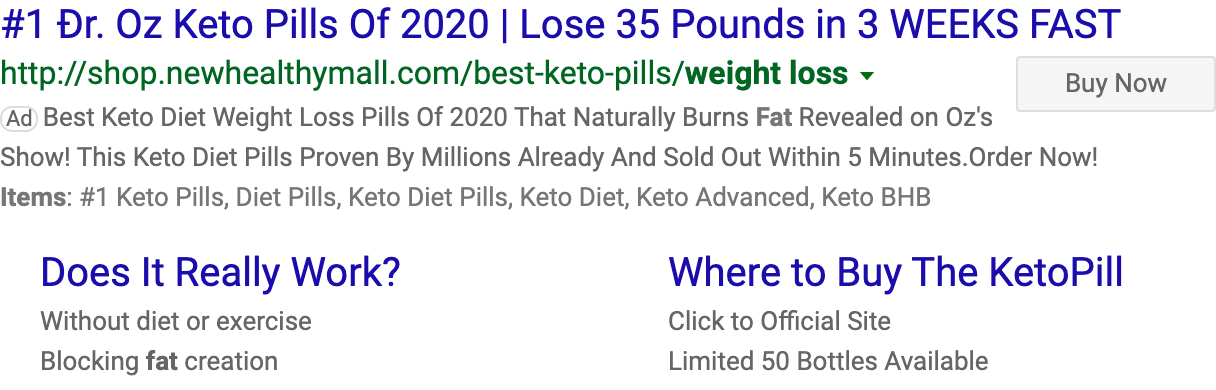 #1 Ðr. Oz Keto Pills Of 2020 | Lose 35 Pounds in 3 WEEKS FAST
http://shop.newhealthymall.com/best-keto-pills/weight loss
Buy Now
Ad Best Keto Diet Weight Loss Pills Of 2020 That Naturally Burns Fat Revealed on Oz's
Show! This Keto Diet Pills Proven By Millions Already And Sold Out Within 5 Minutes.Order Now!
Items: #1 Keto Pills, Diet Pills, Keto Diet Pills, Keto Diet, Keto Advanced, Keto BHB
Does It Really Work?
Without diet or exercise
Blocking fat creation
Where to Buy The KetoPill
Click to Official Site
Limited 50 Bottles Available